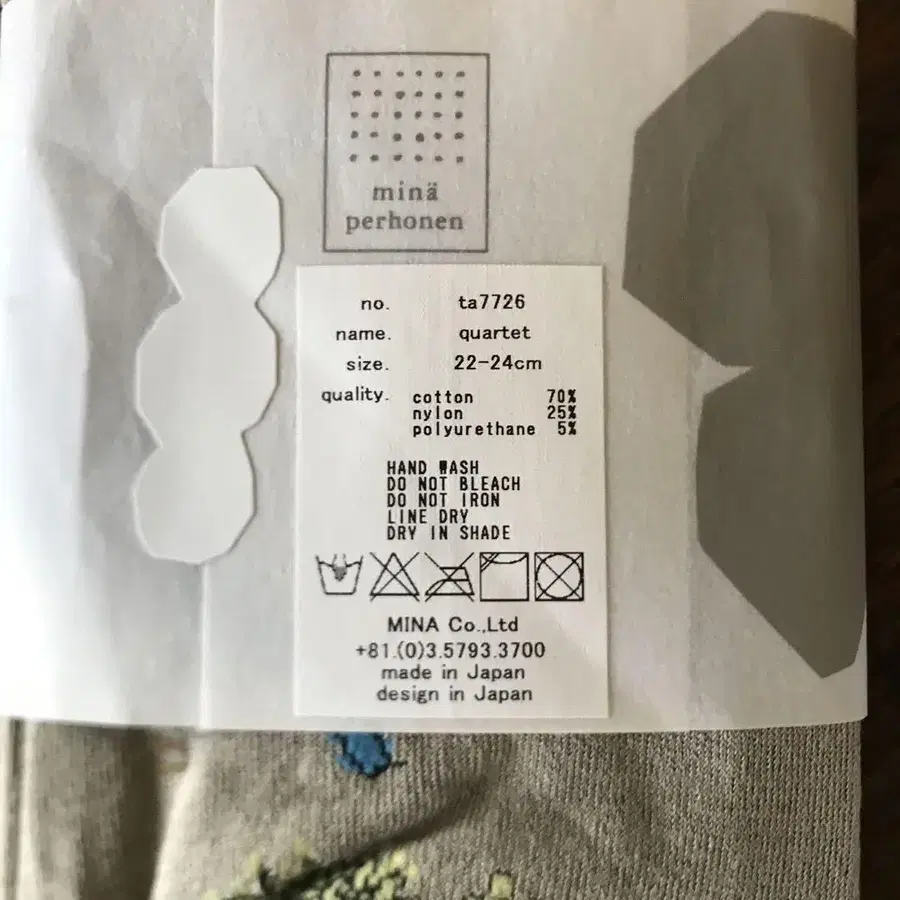 minä
perhonen
no. ta7726
name. quartet
size. 22-24cm
quality. cotton 70%
nylon 25%
polyurethane 5%
HAND WASH
DO NOT BLEACH
DO NOT IRON
LINE DRY
DRY IN SHADE
MINA Co.,Ltd
+81.(0)3.5793.3700
made in Japan
design in Japan